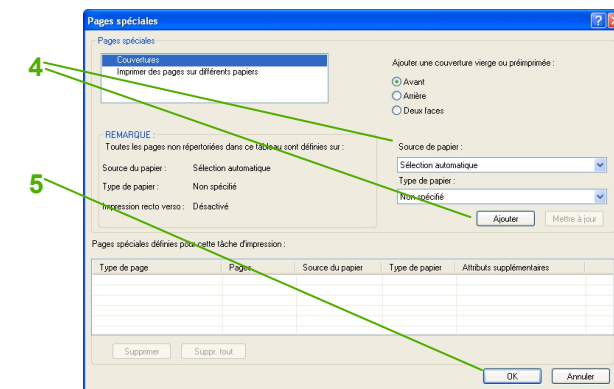 Pages spéciales
Pages spéciales
Couvertures
Imprimer des pages sur différents papiers
Ajouter une couverture vierge ou préimprimée :
Avant
Arrière
Deux faces
4
REMARQUE :
Toutes les pages non répertoriées dans ce tableau sont définies sur :
Source du papier : Sélection automatique
Type de papier : Non spécifié
Impression recto verso : Désactivé
Source de papier :
Sélection automatique
Type de papier :
Non spécifié
Ajouter Mettre à jour
5
Pages spéciales définies pour cette tâche d'impression :
Type de page Pages Source du papier Type de papier Attributs supplémentaires
Supprimer Suppr. tout
OK Annuler